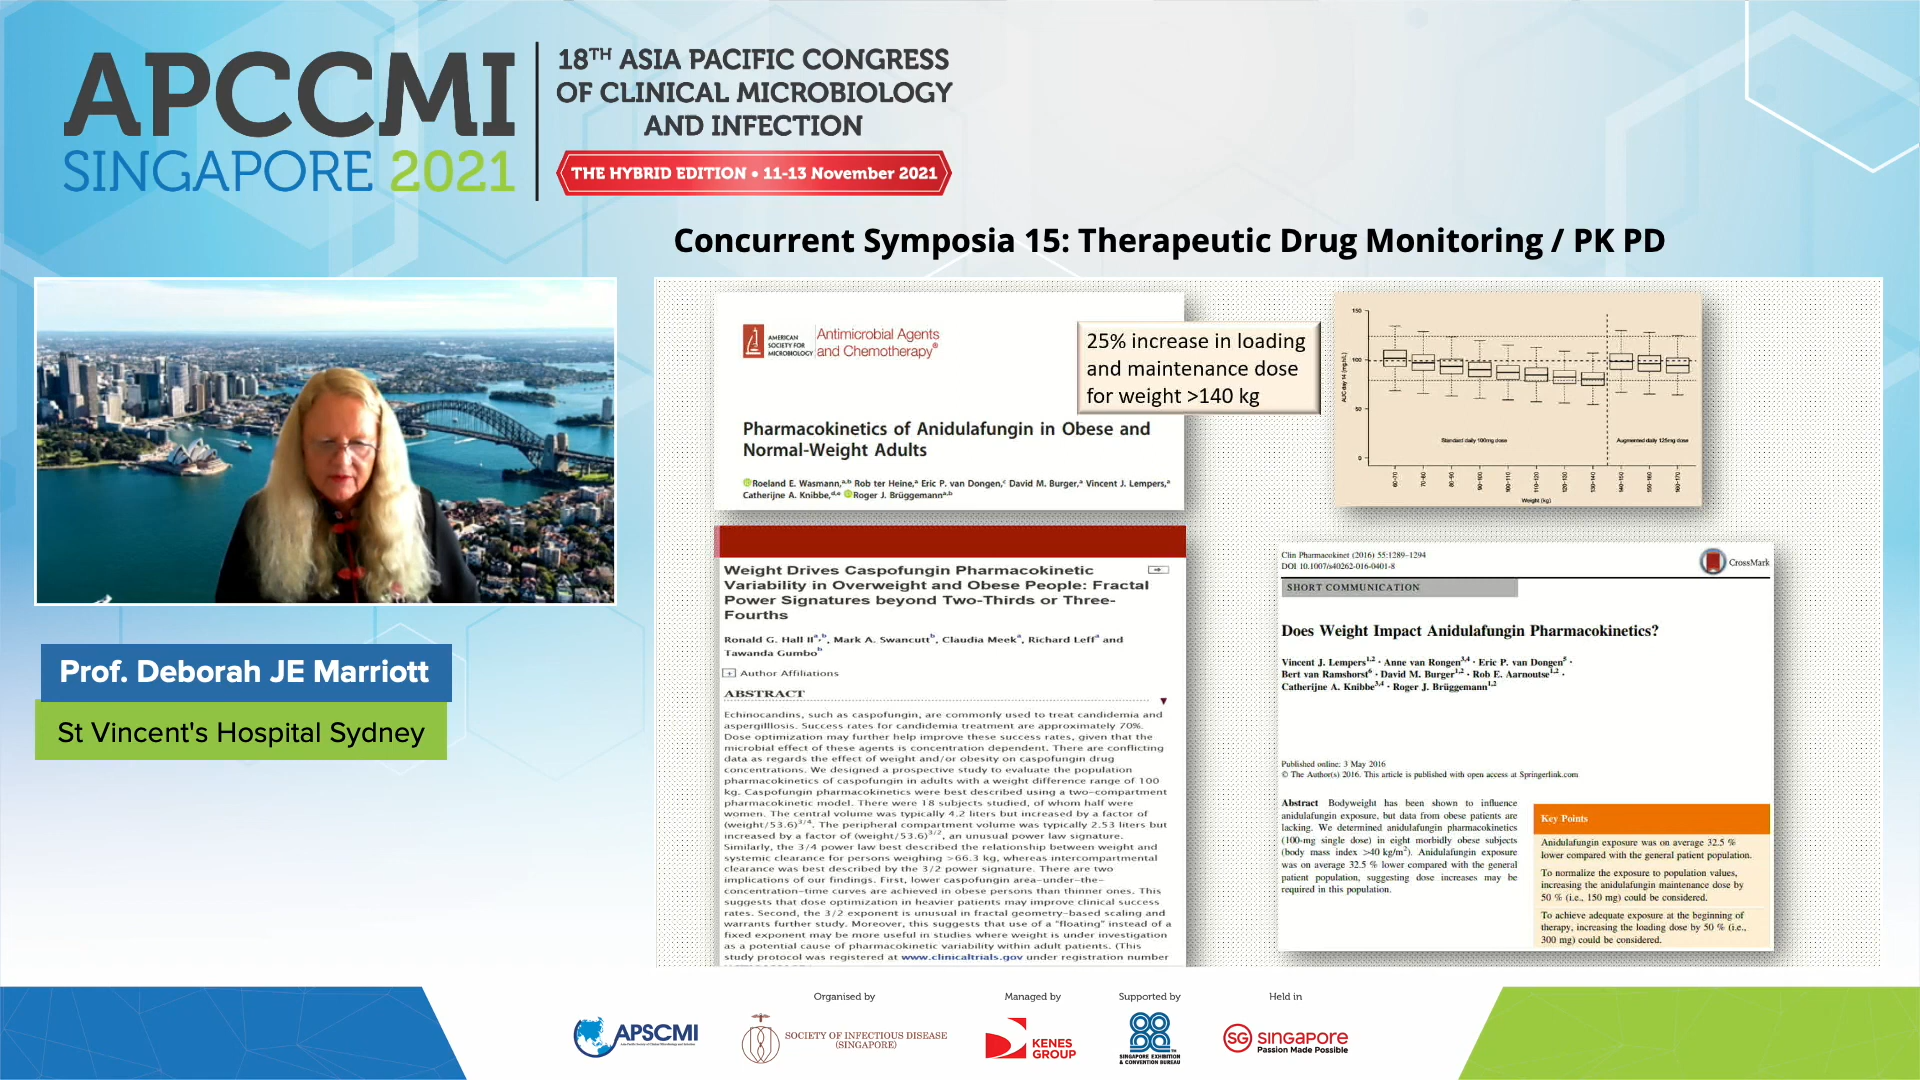 APCCMI
SINGAPORE 2021
18TH ASIA PACIFIC CONGRESS
OF CLINICAL MICROBIOLOGY
AND INFECTION
THE HYBRID EDITION • 11-13 November 2021
Concurrent Symposia 15: Therapeutic Drug Monitoring / PK PD
Prof. Deborah JE Marriott
St Vincent's Hospital Sydney
AMERICAN
SOCIETY FOR
MICROBIOLOGY
Antimicrobial Agents
and Chemotherapy®
25% increase in loading
and maintenance dose
for weight >140 kg
Pharmacokinetics of Anidulafungin in Obese and
Normal-Weight Adults
Roeland E. Wasmann,a,b Rob ter Heine,a Eric P. van Dongen,c David M. Burger,a Vincent J. Lempers,a
Catherijne A. Knibbe,d,e Roger J. Brüggemanna,b
150
100
50
0
Standard daily 100mg dose
Augmented daily 125mg dose
60-70
70-80
80-90
90-100
100-110
110-120
120-130
130-140
140-150
150-160
160-170
Weight (kg)
Weight Drives Caspofungin Pharmacokinetic
Variability in Overweight and Obese People: Fractal
Power Signatures beyond Two-Thirds or Three-
Fourths
Ronald G. Hall IIa,b, Mark A. Swancuttb, Claudia Meeka, Richard Leffa and
Tawanda Gumbob
+ Author Affiliations
ABSTRACT
Echinocandins, such as caspofungin, are commonly used to treat candidemia and
aspergillosis. Success rates for candidemia treatment are approximately 70%.
Dose optimization may further help improve these success rates, given that the
microbial effect of these agents is concentration dependent. There are conflicting
data as regards the effect of weight and/or obesity on caspofungin drug
concentrations. We designed a prospective study to evaluate the population
pharmacokinetics of caspofungin in adults with a weight difference range of 100
kg. Caspofungin pharmacokinetics were best described using a two-compartment
pharmacokinetic model. There were 18 subjects studied, of whom half were
women. The central volume was typically 4.2 liters but increased by a factor of
(weight/53.6)3/4. The peripheral compartment volume was typically 2.53 liters but
increased by a factor of (weight/53.6)3/2, an unusual power law signature.
Similarly, the 3/4 power law best described the relationship between weight and
systemic clearance for persons weighing >66.3 kg, whereas intercompartmental
clearance was best described by the 3/2 power signature. There are two
implications of our findings. First, lower caspofungin area-under-the-
concentration-time curves are achieved in obese persons than thinner ones. This
suggests that dose optimization in heavier patients may improve clinical success
rates. Second, the 3/2 exponent is unusual in fractal geometry-based scaling and
warrants further study. Moreover, this suggests that use of a "floating" instead of a
fixed exponent may be more useful in studies where weight is under investigation
as a potential cause of pharmacokinetic variability within adult patients. (This
study protocol was registered at www.clinicaltrials.gov under registration number
Clin Pharmacokinet (2016) 55:1289–1294
DOI 10.1007/s40262-016-0401-8
CrossMark
SHORT COMMUNICATION
Does Weight Impact Anidulafungin Pharmacokinetics?
Vincent J. Lempers1,2 · Anne van Rongen3,4 · Eric P. van Dongen5 ·
Bert van Ramshorst6 · David M. Burger1,2 · Rob E. Aarnoutse1,2 ·
Catherijne A. Knibbe3,4 · Roger J. Brüggemann1,2
Published online: 3 May 2016
© The Author(s) 2016. This article is published with open access at Springerlink.com
Abstract Bodyweight has been shown to influence
anidulafungin exposure, but data from obese patients are
lacking. We determined anidulafungin pharmacokinetics
(100-mg single dose) in eight morbidly obese subjects
(body mass index >40 kg/m2). Anidulafungin exposure
was on average 32.5 % lower compared with the general
patient population, suggesting dose increases may be
required in this population.
Key Points
Anidulafungin exposure was on average 32.5 %
lower compared with the general patient population.
To normalize the exposure to population values,
increasing the anidulafungin maintenance dose by
50 % (i.e., 150 mg) could be considered.
To achieve adequate exposure at the beginning of
therapy, increasing the loading dose by 50 % (i.e.,
300 mg) could be considered.
Organised by
Managed by
Supported by
Held in
APSCMI
SOCIETY OF INFECTIOUS DISEASE
(SINGAPORE)
KENES
GROUP
SINGAPORE EXHIBITION
& CONVENTION BUREAU
SG SINGAPORE
Passion Made Possible